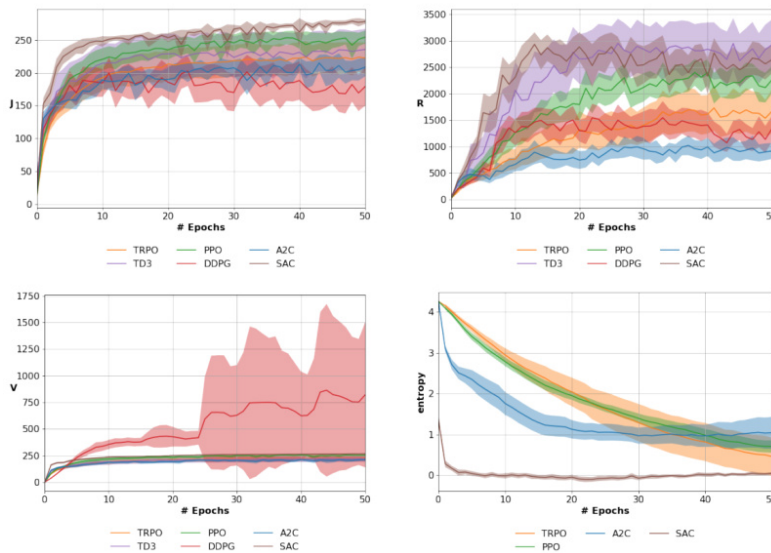 250
200
J
150
100
50
0
0 10 20 30 40 50
# Epochs
TRPO PPO A2C
TD3 DDPG SAC
3500
3000
2500
2000
R
1500
1000
500
0
0 10 20 30 40 50
# Epochs
TRPO PPO A2C
TD3 DDPG SAC
1750
1500
1250
1000
V
750
500
250
0
0 10 20 30 40 50
# Epochs
TRPO PPO A2C
TD3 DDPG SAC
4
3
entropy
2
1
0
0 10 20 30 40 50
# Epochs
TRPO A2C SAC
PPO